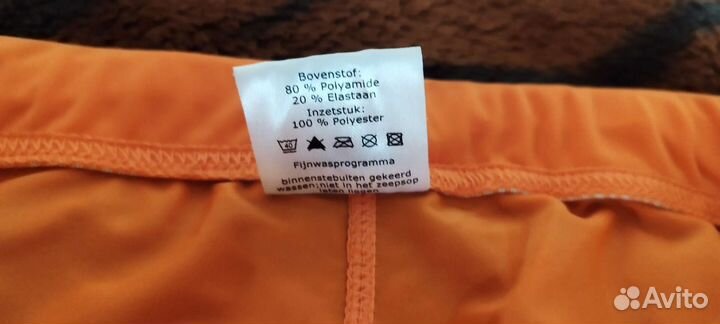 Bovenstof:
80 % Polyamide
20 % Elastaan
Inzetstuk:
100 % Polyester
40
Fijnwasprogramma
binnenstebuiten gekeerd
wassen;niet in het zeepsop
laten liggen
Avito